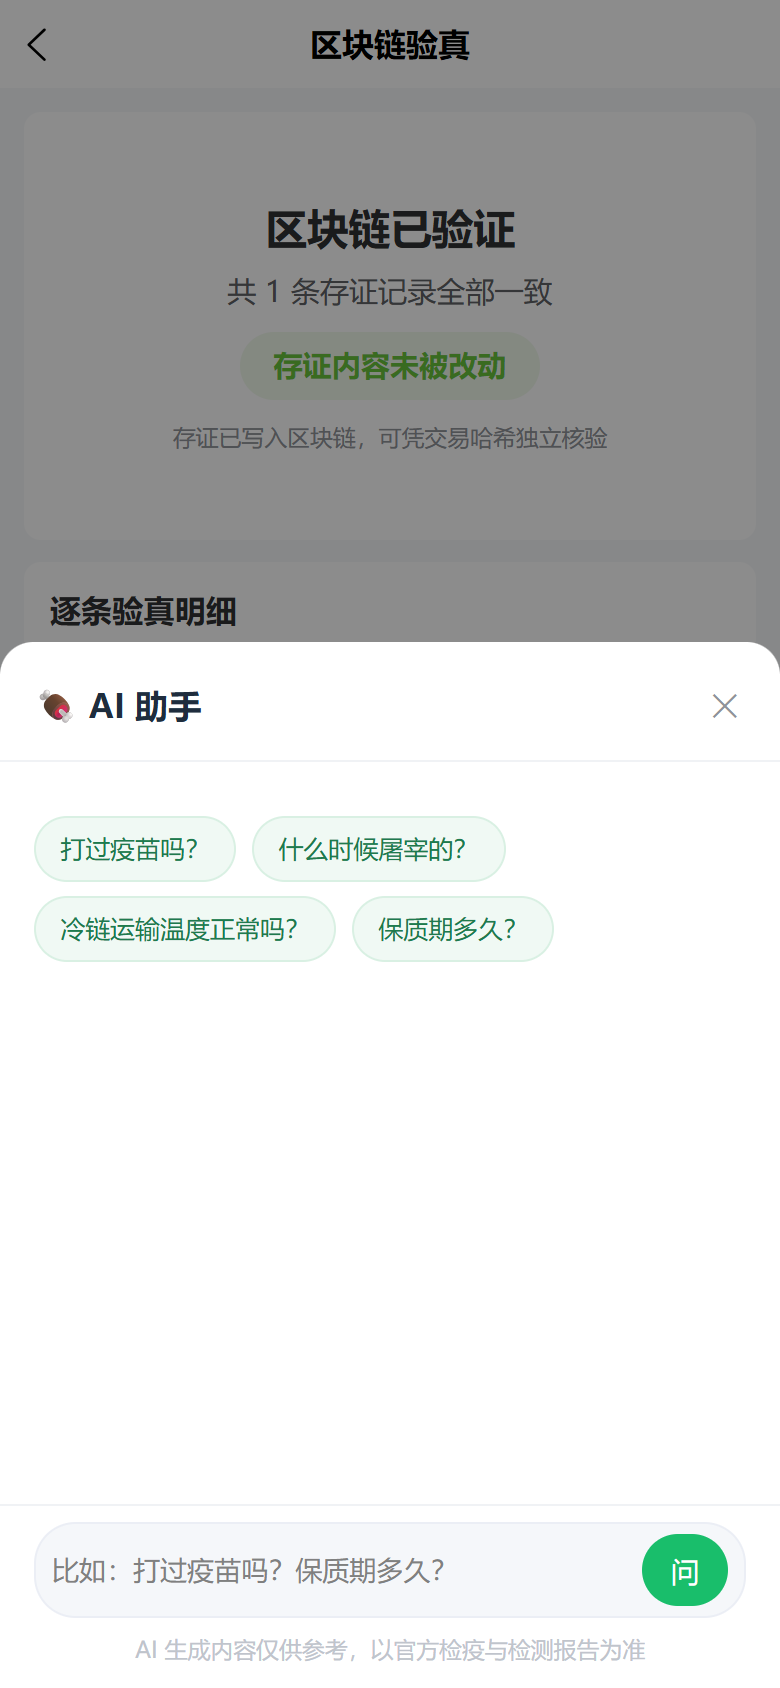 区块链验真
区块链已验证
共 1 条存证记录全部一致
存证内容未被改动
存证已写入区块链，可凭交易哈希独立核验
逐条验真明细
AI 助手
打过疫苗吗？
什么时候屠宰的？
冷链运输温度正常吗？
保质期多久？
比如：打过疫苗吗？保质期多久？
问
AI 生成内容仅供参考，以官方检疫与检测报告为准